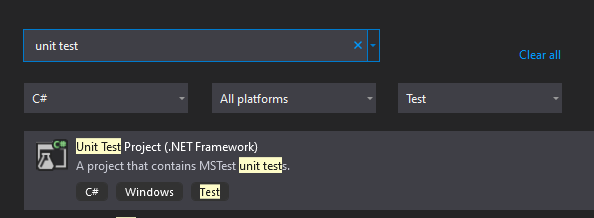 unit test
Clear all
C# All platforms Test
C#
Unit Test Project (.NET Framework)
A project that contains MSTest unit tests.
C# Windows Test